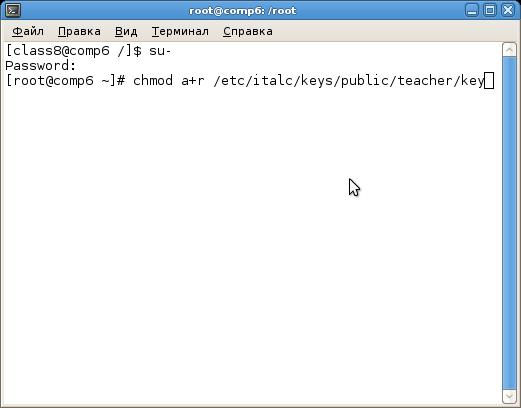 root@comp6: /root
Файл Правка Вид Терминал Справка
[class8@comp6 /]$ su-
Password:
[root@comp6 ~]# chmod a+r /etc/italc/keys/public/teacher/key